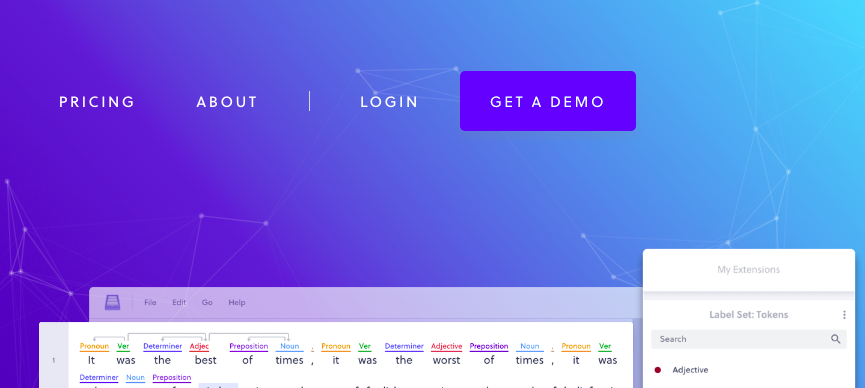 PRICING ABOUT LOGIN GET A DEMO
My Extensions
File Edit Go Help
Label Set: Tokens
Search
Pronoun Ver Determiner Adjec Preposition Noun . Pronoun Ver Determiner Adjective Preposition Noun . Pronoun Ver
1 It was the best of times , it was the worst of times , it was
Adjective
Determiner Noun Preposition